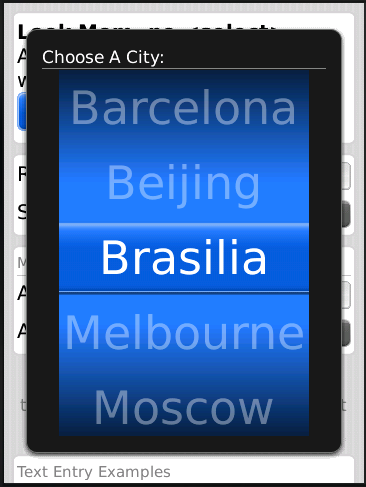 Look Mom, no <select>
Choose A City:
Barcelona
Beijing
Brasilia
Melbourne
Moscow
Text Entry Examples